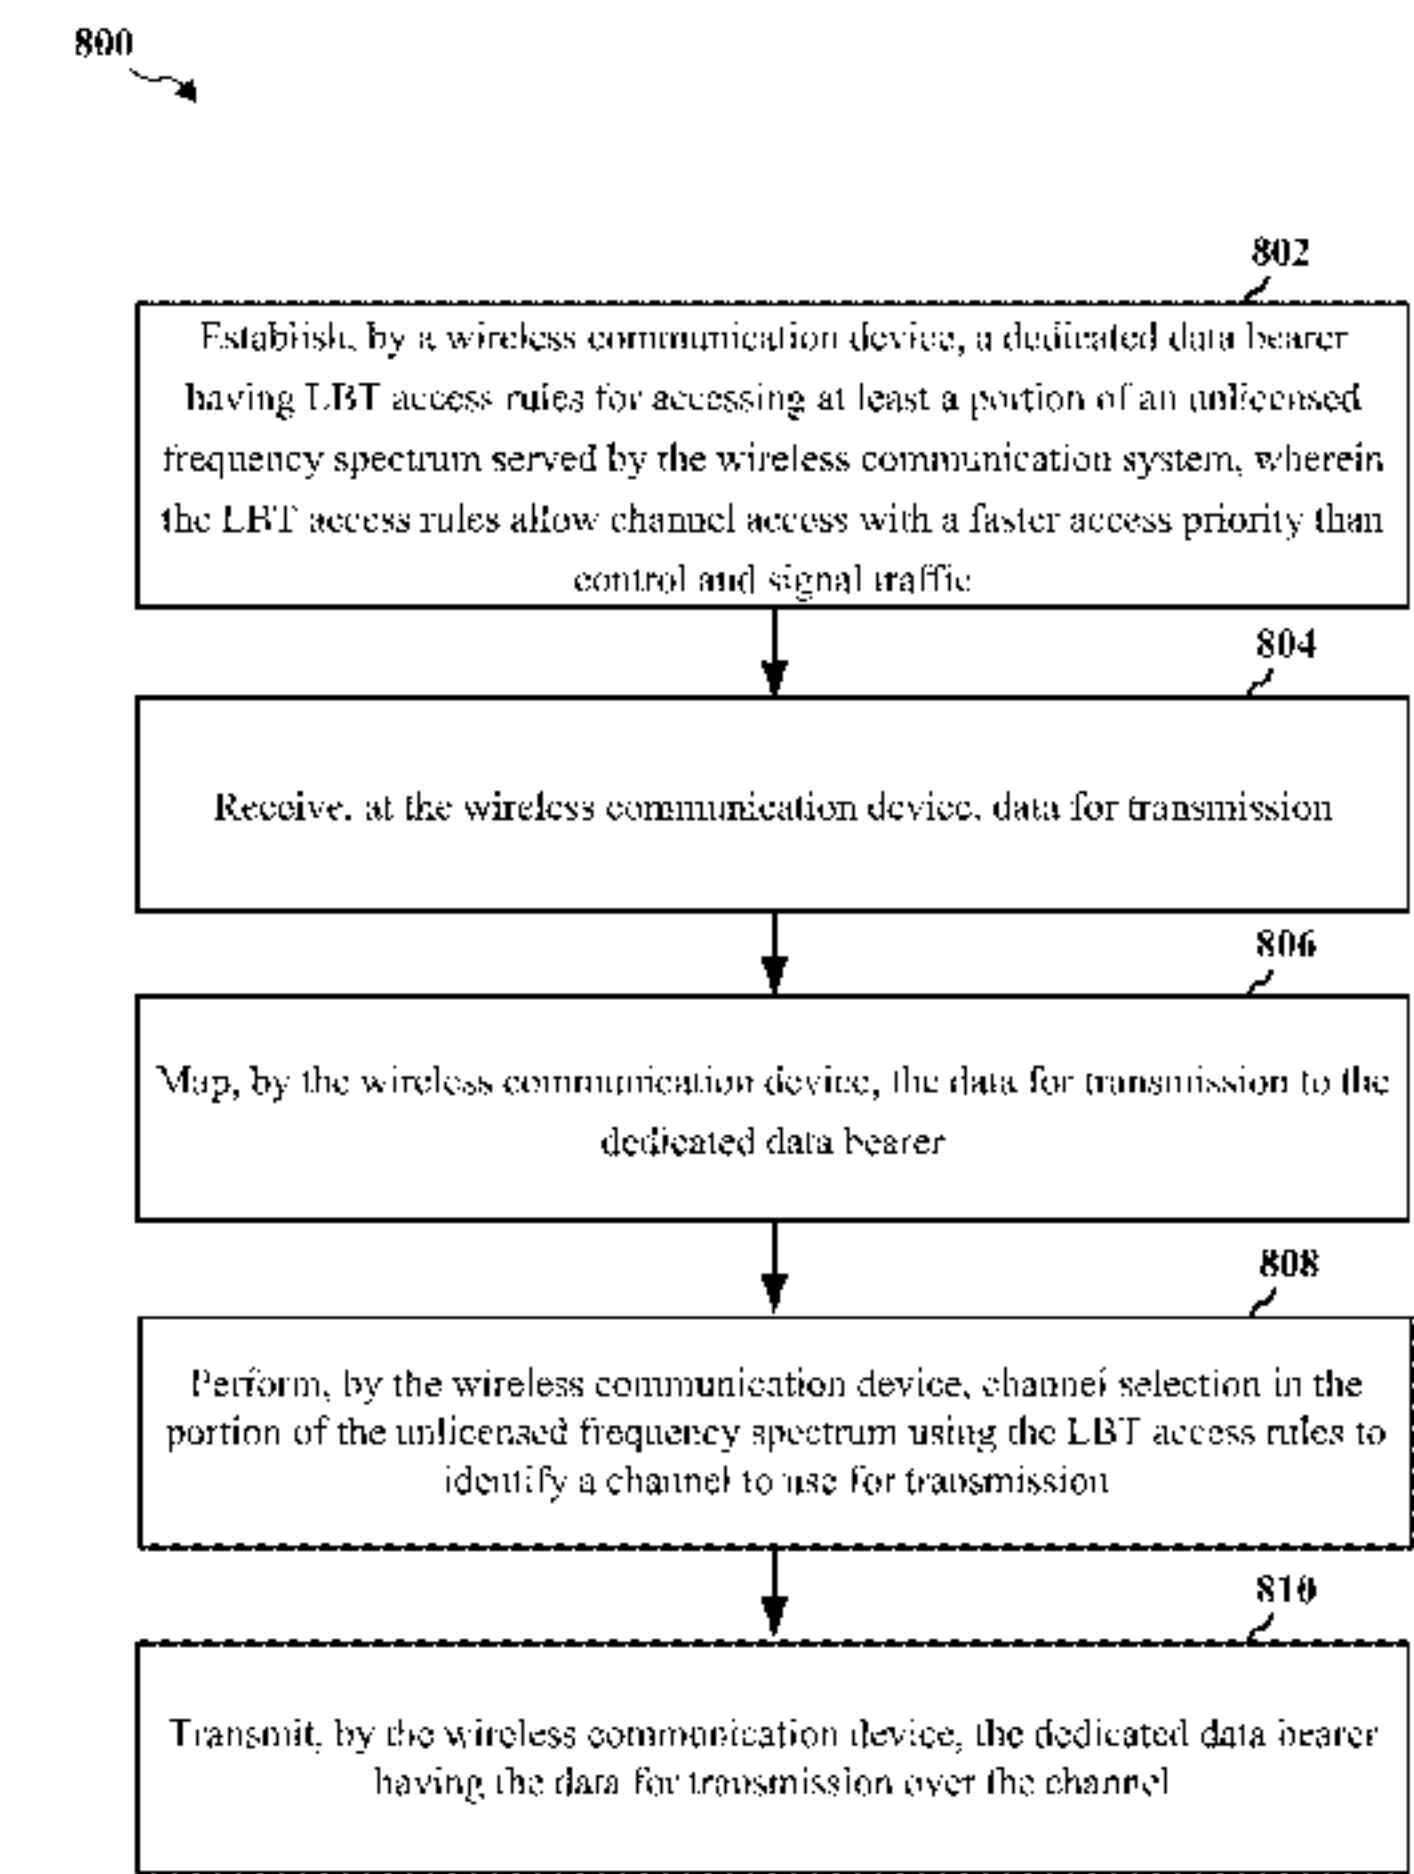 800
802
Establish, by a wireless communication device, a dedicated data bearer
having LBT access rules for accessing at least a portion of an unlicensed
frequency spectrum served by the wireless communication system, wherein
the LBT access rules allow channel access with a faster access priority than
control and signal traffic
804
Receive, at the wireless communication device, data for transmission
806
Map, by the wireless communication device, the data for transmission to the
dedicated data bearer
808
Perform, by the wireless communication device, channel selection in the
portion of the unlicensed frequency spectrum using the LBT access rules to
identify a channel to use for transmission
810
Transmit, by the wireless communication device, the dedicated data bearer
having the data for transmission over the channel